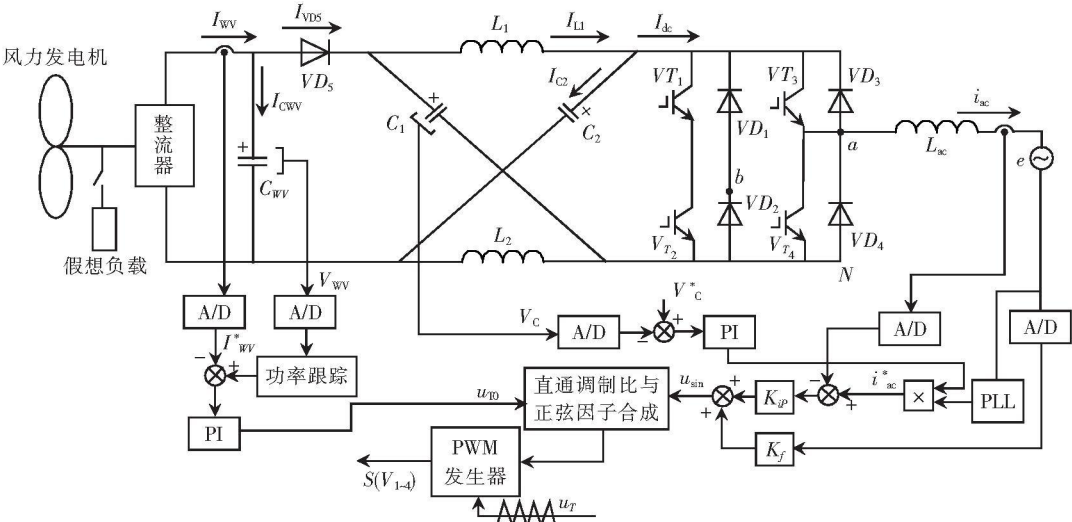 I_WV
I_VD5
L_1
I_L1
I_dc
风力发电机
VD_5
I_CWV
I_C2
VT_1
VT_3
VD_3
i_ac
整流器
+
+
C_1
×
C_2
VD_1
a
L_ac
e
~
+
C_WV
b
VD_2
假想负载
L_2
V_T_2
V_T_4
VD_4
N
V_WV
V_C
V*_C
A/D
A/D
A/D
+
−
PI
A/D
A/D
I*_WV
−
+
功率跟踪
直通调制比与
正弦因子合成
u_sin
+
+
K_iP
−
+
i*_ac
×
PLL
PI
u_T0
K_f
PWM
发生器
S(V_1-4)
u_T